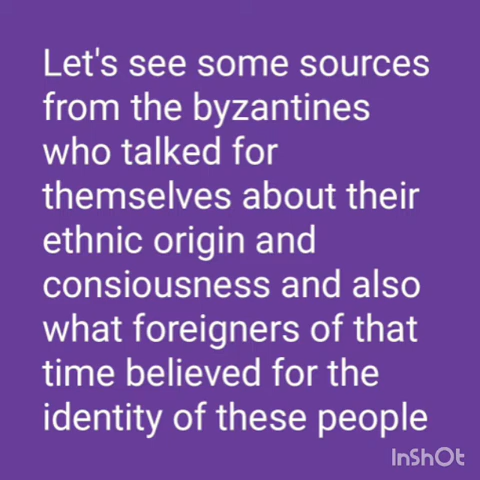 Let's see some sources
from the byzantines
who talked for
themselves about their
ethnic origin and
consiousness and also
what foreigners of that
time believed for the
identity of these people
InShOt